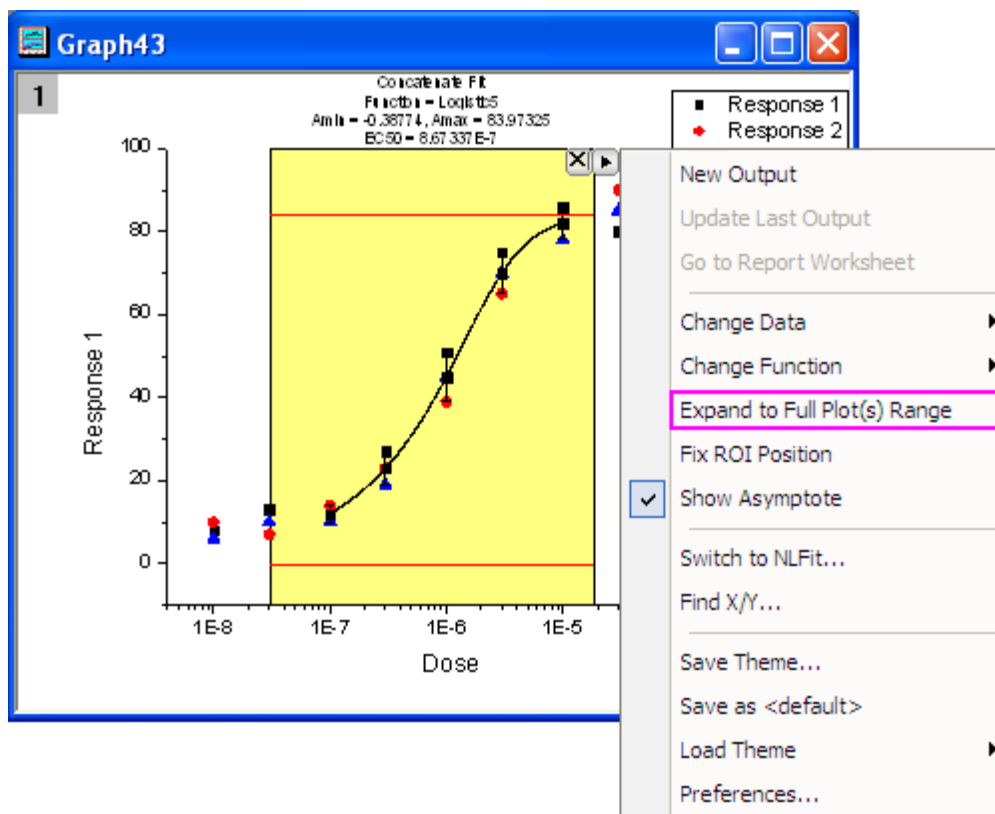 Graph43
1
Concatenate Fit
Function = Logistic5
Amin = -0.38774, Amax = 83.97325
EC50 = 8.67337E-7
Response 1
Response 2
100
80
60
40
20
0
Response 1
1E-8
1E-7
1E-6
1E-5
Dose
New Output
Update Last Output
Go to Report Worksheet
Change Data
Change Function
Expand to Full Plot(s) Range
Fix ROI Position
Show Asymptote
Switch to NLFit...
Find X/Y...
Save Theme...
Save as <default>
Load Theme
Preferences...